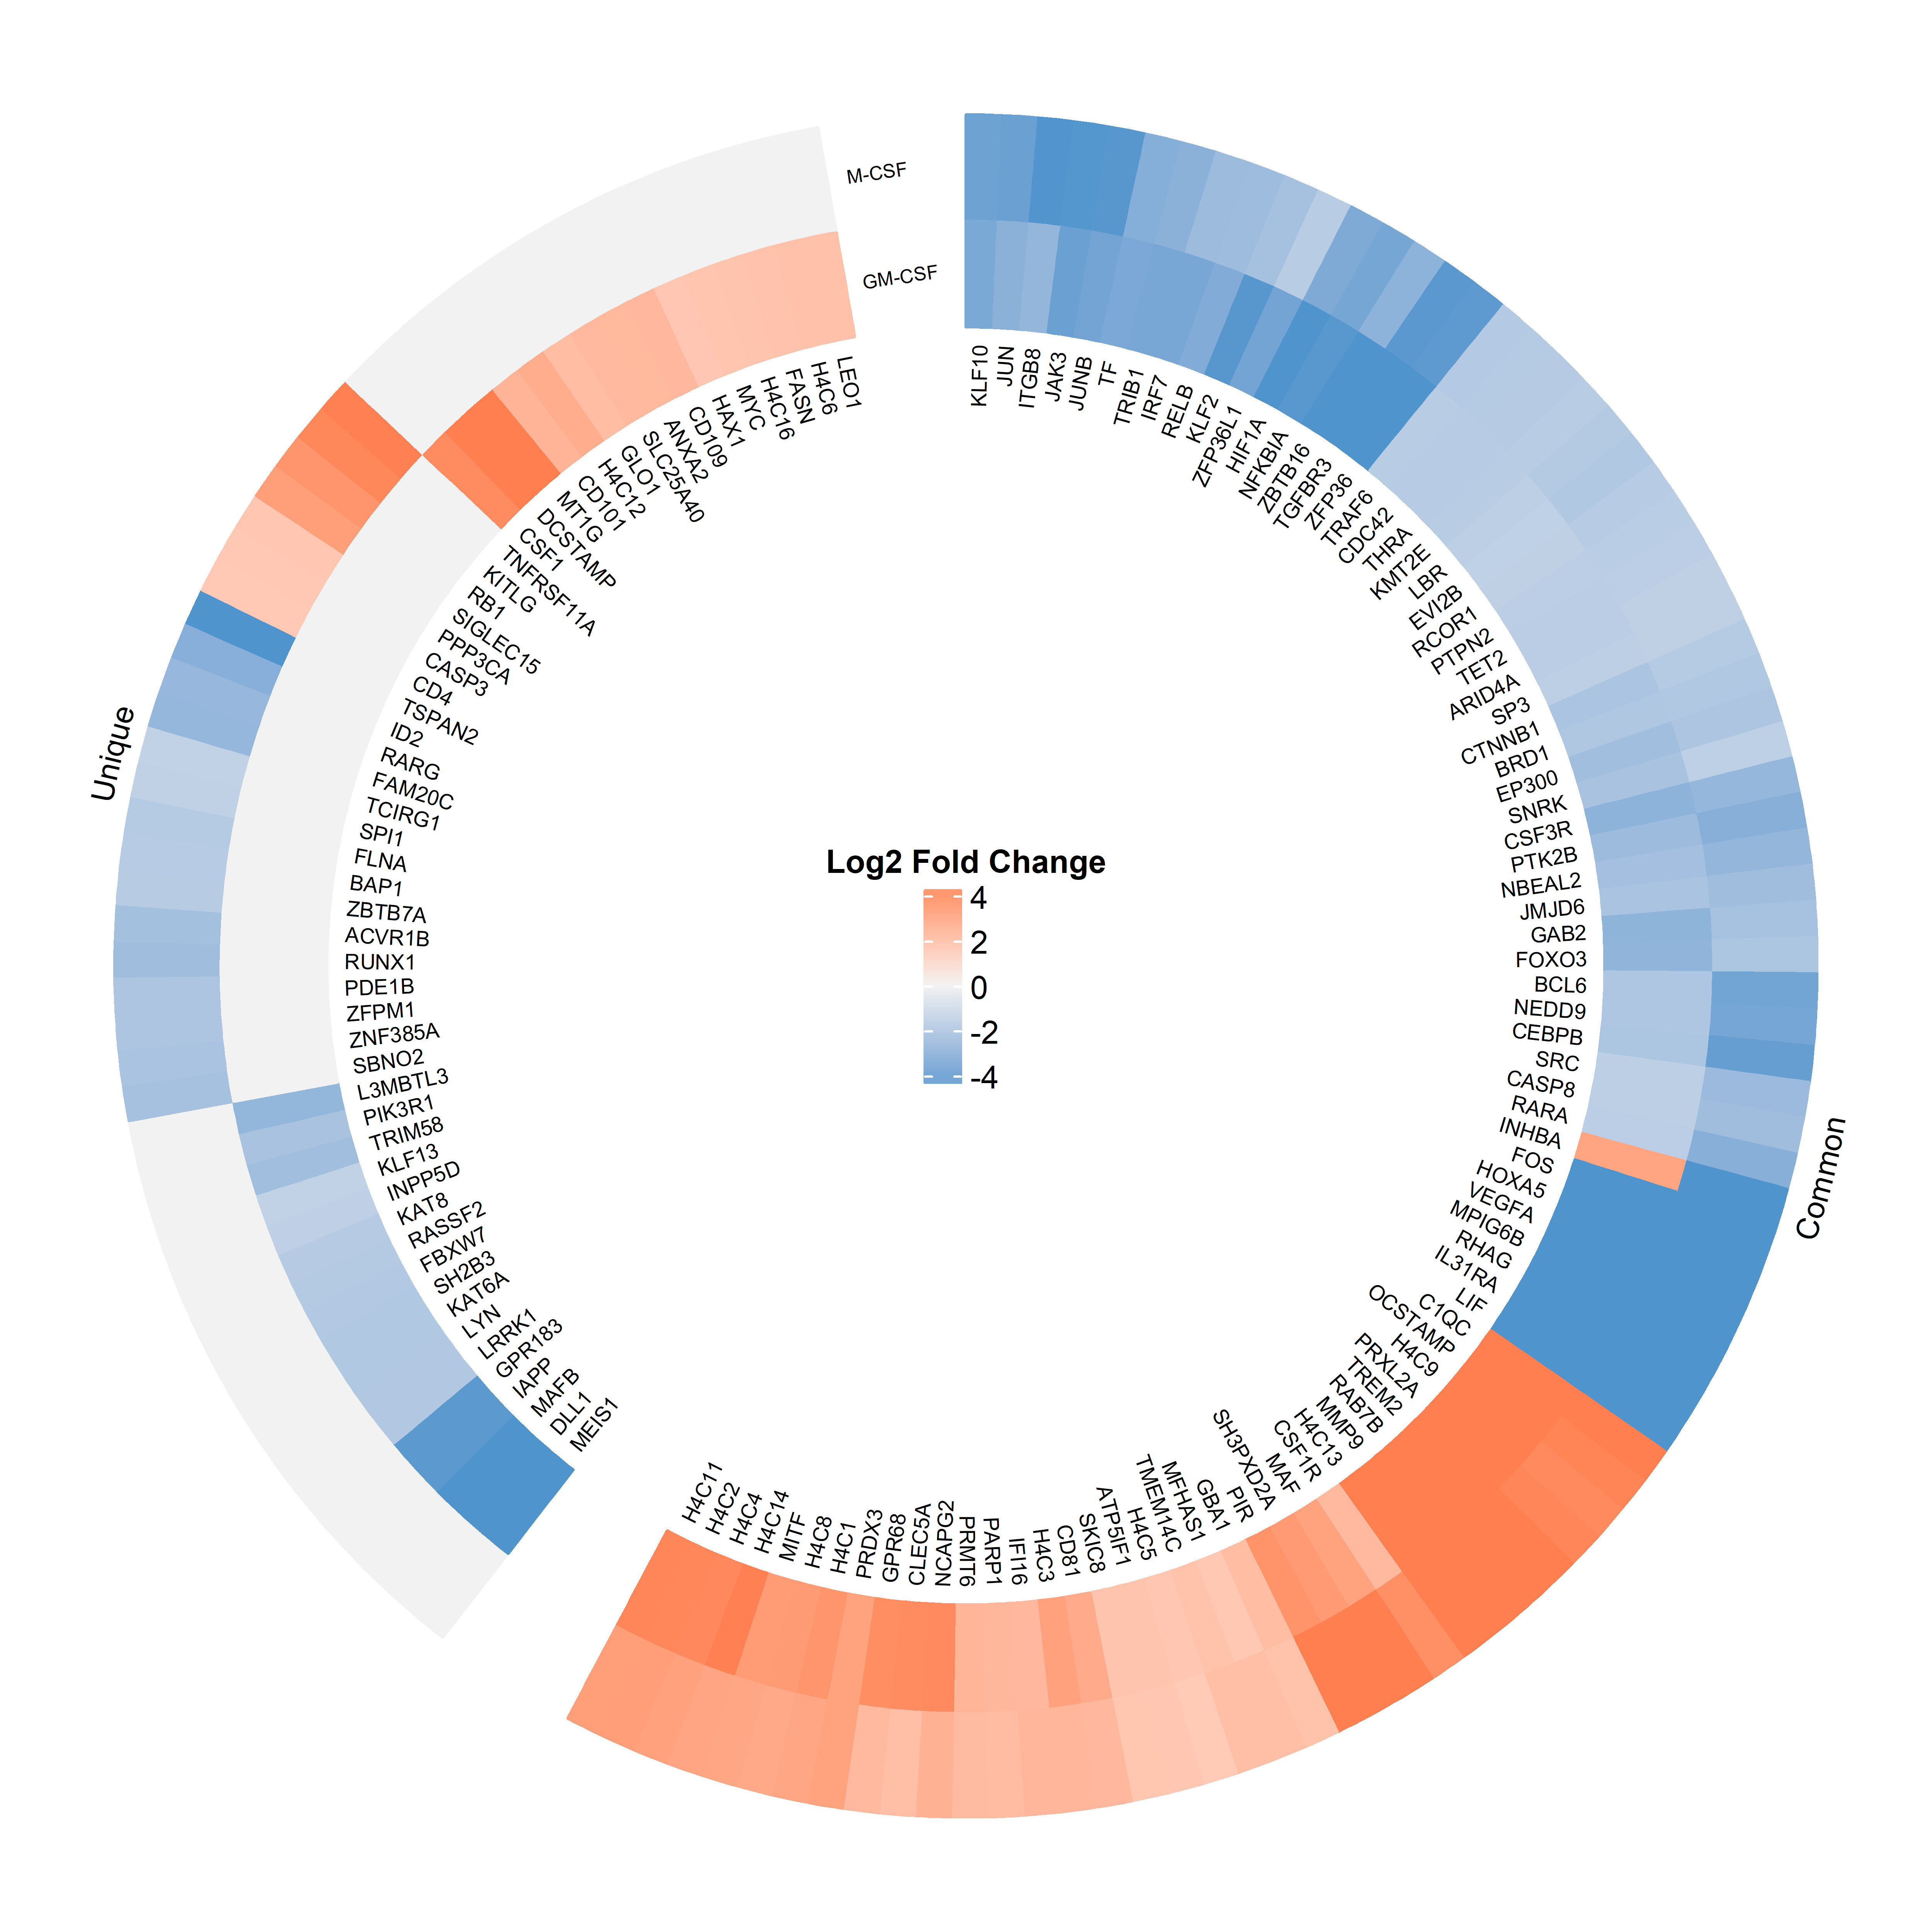 M-CSF
GM-CSF
KLF10
JUN
ITGB8
JAK3
JUNB
TF
TRIB1
IRF7
RELB
KLF2
ZFP36L1
HIF1A
NFKBIA
ZBTB16
TGFBR3
ZFP36
TRAF6
CDC42
THRA
KMT2E
LBR
EVI2B
RCOR1
PTPN2
TET2
ARID4A
SP3
CTNNB1
BRD1
EP300
SNRK
CSF3R
PTK2B
NBEAL2
JMJD6
GAB2
FOXO3
BCL6
NEDD9
CEBPB
SRC
CASP8
RARA
INHBA
FOS
HOXA5
VEGFA
MPIG6B
RHAG
IL31RA
LIF
C1QC
OCSTAMP
H4C9
PRXL2A
TREM2
RAB7B
MMP9
H4C13
CSF1R
MAF
SH3PXD2A
PIR
GBA1
MFHAS1
TMEM14C
H4C5
ATP5IF1
SKIC8
CD81
H4C3
IFI16
PARP1
PRMT6
NCAPG2
CLEC5A
GPR68
PRDX3
H4C1
H4C8
MITF
H4C14
H4C4
H4C2
H4C11
Common
MEIS1
DLL1
MAFB
IAPP
GPR183
LRRK1
LYN
KAT6A
SH2B3
FBXW7
RASSF2
KAT8
INPP5D
KLF13
TRIM58
PIK3R1
L3MBTL3
SBNO2
ZNF385A
ZFPM1
PDE1B
RUNX1
ACVR1B
ZBTB7A
BAP1
FLNA
SPI1
TCIRG1
FAM20C
RARG
ID2
TSPAN2
CD4
CASP3
PPP3CA
SIGLEC15
RB1
KITLG
TNFRSF11A
CSF1
DCSTAMP
MT1G
CD101
H4C12
GLO1
SLC25A40
ANXA2
CD109
HAX1
MYC
H4C16
FASN
H4C6
LEO1
Unique
Log2 Fold Change
4
2
0
-2
-4